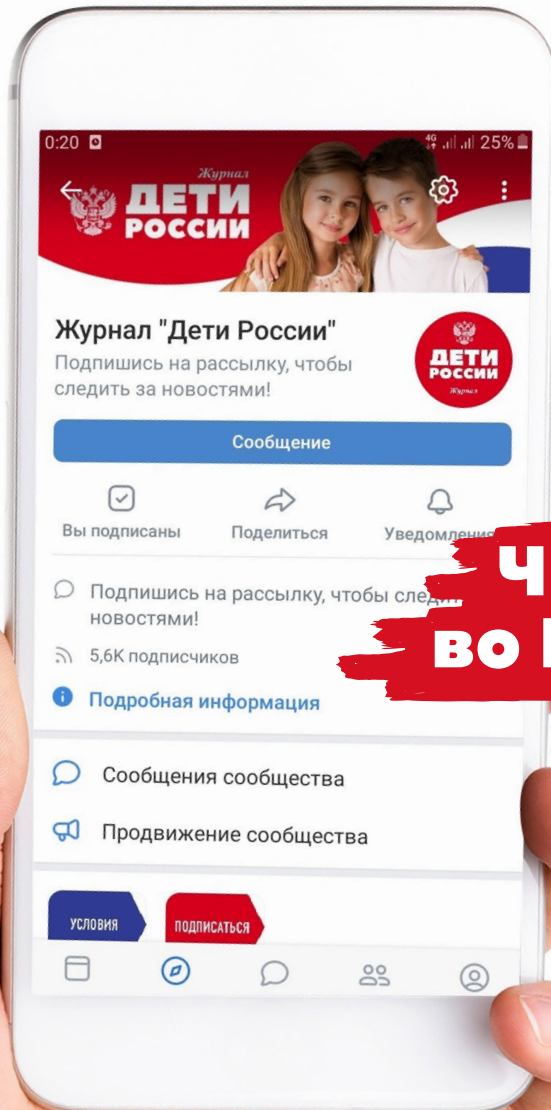 0:20
4G
25%
Журнал
ДЕТИ
РОССИИ
Журнал "Дети России"
Подпишись на рассылку, чтобы
следить за новостями!
ДЕТИ
РОССИИ
Журнал
Сообщение
Вы подписаны
Поделиться
Уведомления
Подпишись на рассылку, чтобы
новостями!
5,6K подписчиков
Подробная информация
Ч
во
Сообщения сообщества
Продвижение сообщества
УСЛОВИЯ
ПОДПИСАТЬСЯ